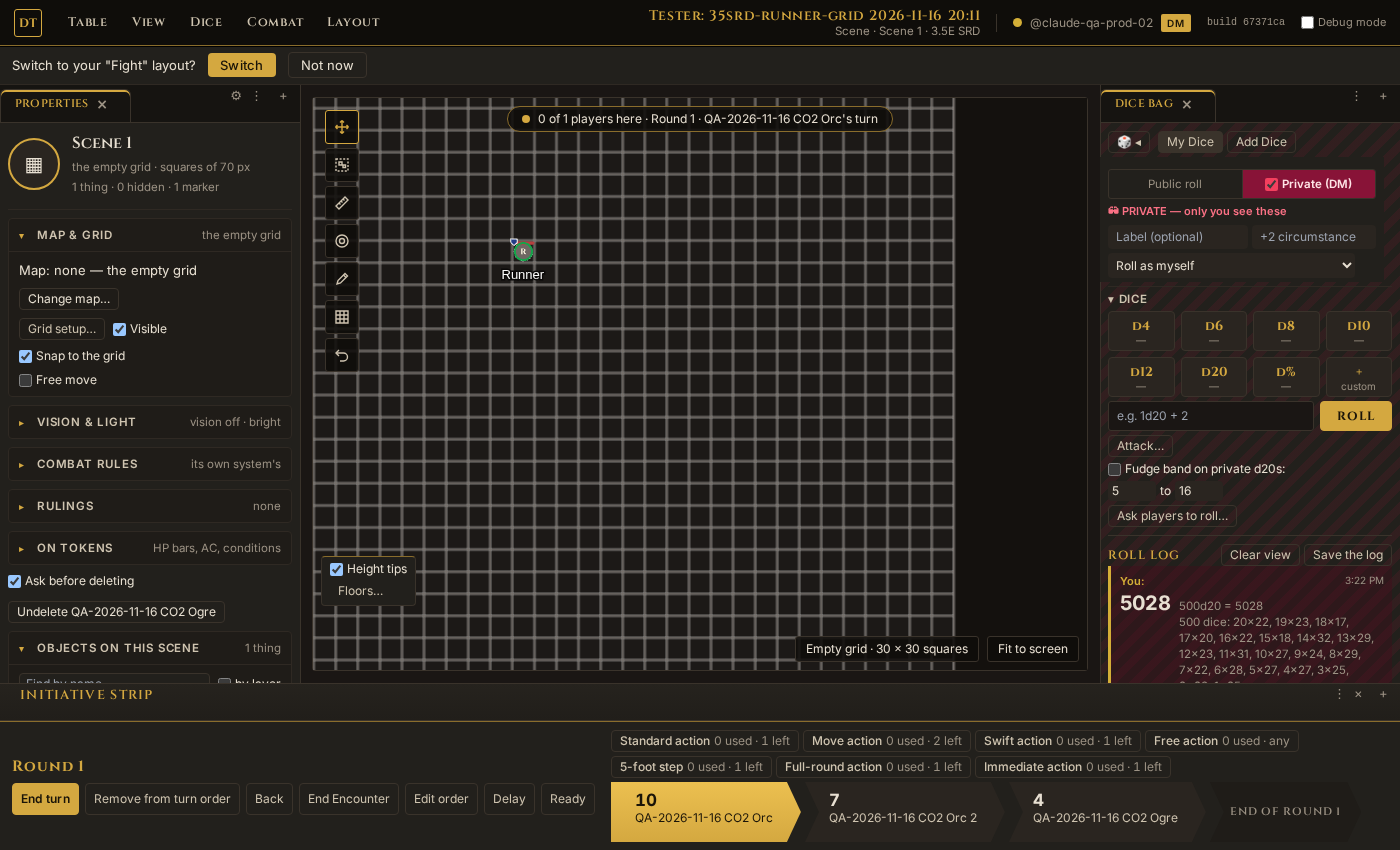 DT TABLE VIEW DICE COMBAT LAYOUT
TESTER: 35SRD-RUNNER-GRID 2026-11-16 20:11
Scene · Scene 1 · 3.5E SRD
@claude-qa-prod-02 DM build 67371ca Debug mode
Switch to your "Fight" layout? Switch Not now
PROPERTIES
SCENE 1
the empty grid · squares of 70 px
1 thing · 0 hidden · 1 marker
MAP & GRID the empty grid
Map: none — the empty grid
Change map...
Grid setup... Visible
Snap to the grid
Free move
VISION & LIGHT vision off · bright
COMBAT RULES its own system's
RULINGS none
ON TOKENS HP bars, AC, conditions
Ask before deleting
Undelete QA-2026-11-16 CO2 Ogre
OBJECTS ON THIS SCENE 1 thing
0 of 1 players here · Round 1 · QA-2026-11-16 CO2 Orc's turn
R
Runner
Height tips
Floors...
Empty grid · 30 × 30 squares Fit to screen
DICE BAG
My Dice Add Dice
Public roll Private (DM)
PRIVATE — only you see these
Label (optional) +2 circumstance
Roll as myself
DICE
D4 D6 D8 D10
— — — —
D12 D20 D% +
— — — custom
e.g. 1d20 + 2 ROLL
Attack...
Fudge band on private d20s:
5 to 16
Ask players to roll...
ROLL LOG Clear view Save the log
You: 3:22 PM
5028 500d20 = 5028
500 dice: 20×22, 19×23, 18×17,
17×20, 16×22, 15×18, 14×32, 13×29,
12×23, 11×31, 10×27, 9×24, 8×29,
7×22, 6×28, 5×27, 4×27, 3×25,
INITIATIVE STRIP
ROUND 1
End turn Remove from turn order Back End Encounter Edit order Delay Ready
Standard action 0 used · 1 left Move action 0 used · 2 left Swift action 0 used · 1 left Free action 0 used · any
5-foot step 0 used · 1 left Full-round action 0 used · 1 left Immediate action 0 used · 1 left
10
QA-2026-11-16 CO2 Orc
7
QA-2026-11-16 CO2 Orc 2
4
QA-2026-11-16 CO2 Ogre
END OF ROUND 1